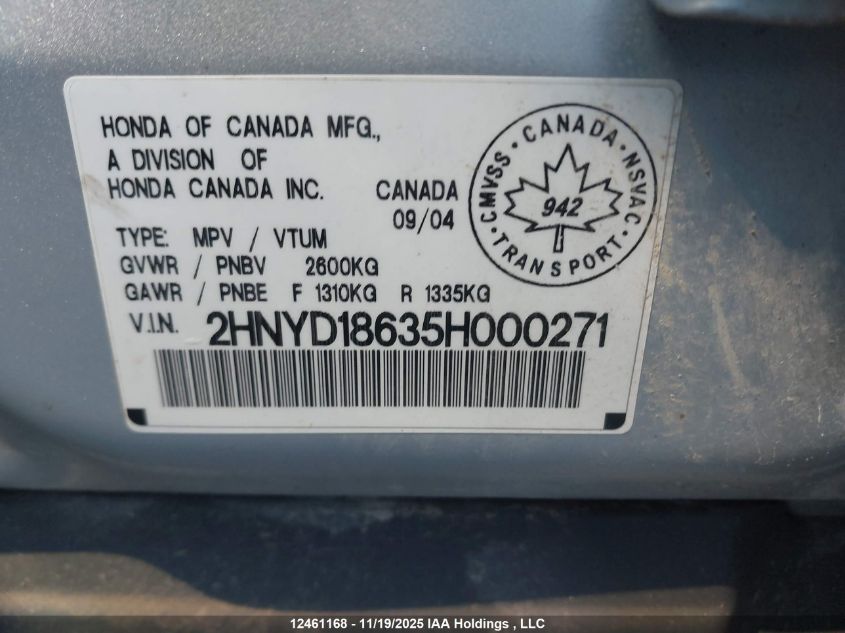 HONDA OF CANADA MFG.,
A DIVISION OF
HONDA CANADA INC. CANADA
09/04
TYPE: MPV / VTUM
GVWR / PNBV 2600KG
GAWR / PNBE F 1310KG R 1335KG
V.I.N. 2HNYD18635H000271
CMVSS · CANADA · NSVAC · TRANSPORT ·
942
12461168 - 11/19/2025 IAA Holdings , LLC